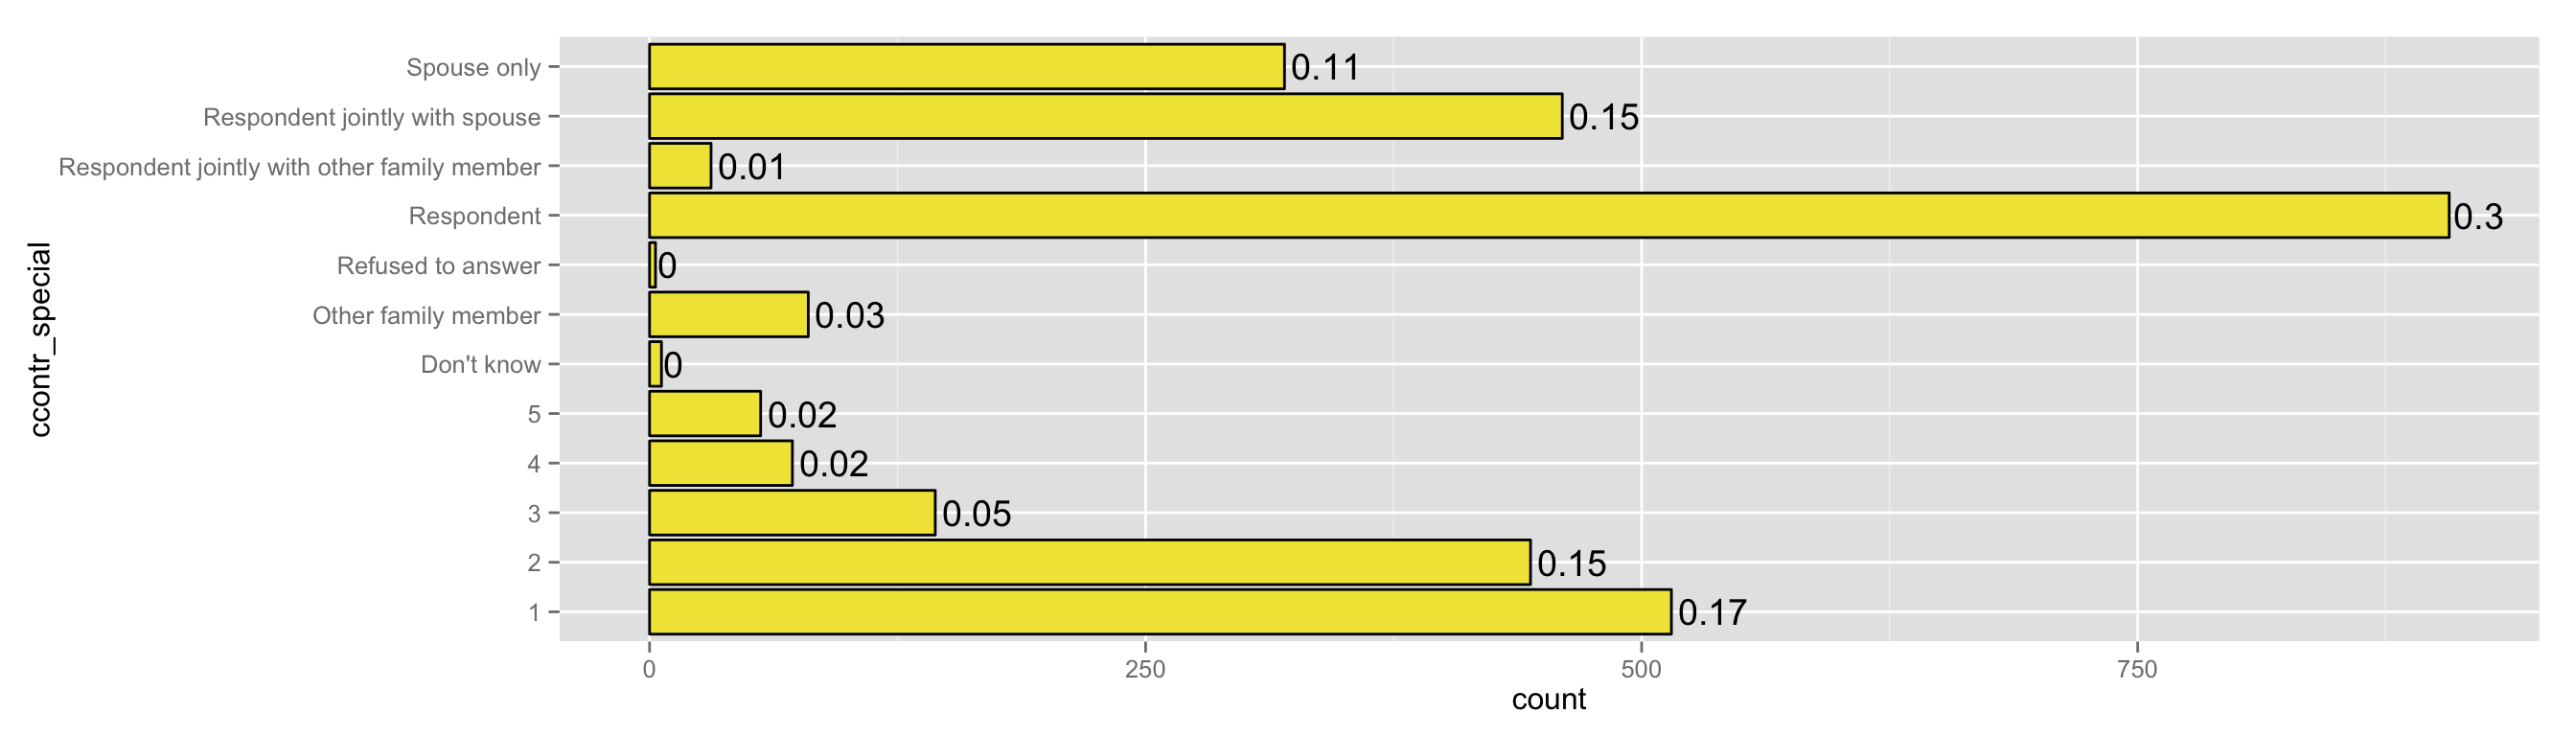 Spouse only
0.11
Respondent jointly with spouse
0.15
Respondent jointly with other family member
0.01
Respondent
0.3
Refused to answer
0
Other family member
0.03
Don't know
0
5
0.02
4
0.02
3
0.05
2
0.15
1
0.17
ccontr_special
0 250 500 750
count